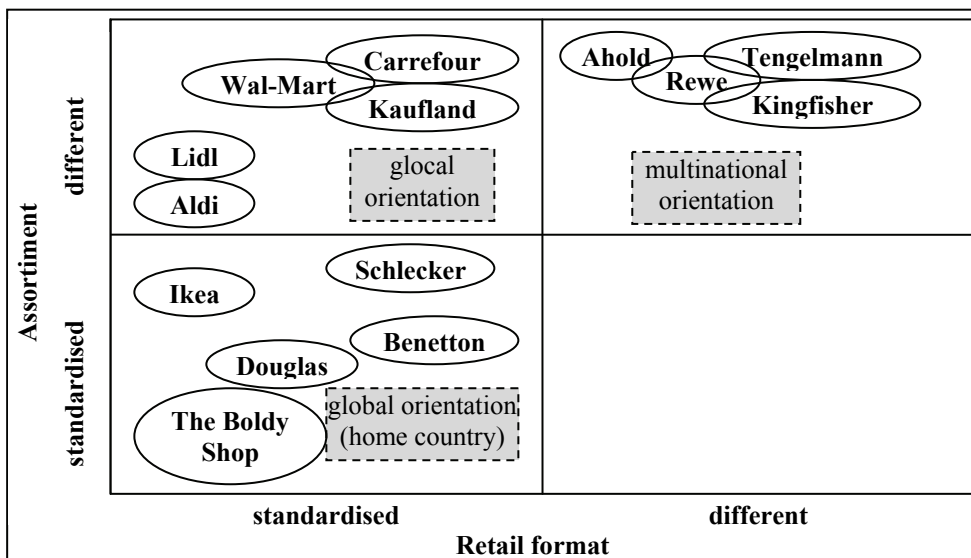 Assortiment
different
standardised
Carrefour
Wal-Mart
Kaufland
Lidl
Aldi
glocal
orientation
Ahold
Tengelmann
Rewe
Kingfisher
multinational
orientation
Schlecker
Ikea
Benetton
Douglas
The Boldy
Shop
global orientation
(home country)
standardised
different
Retail format